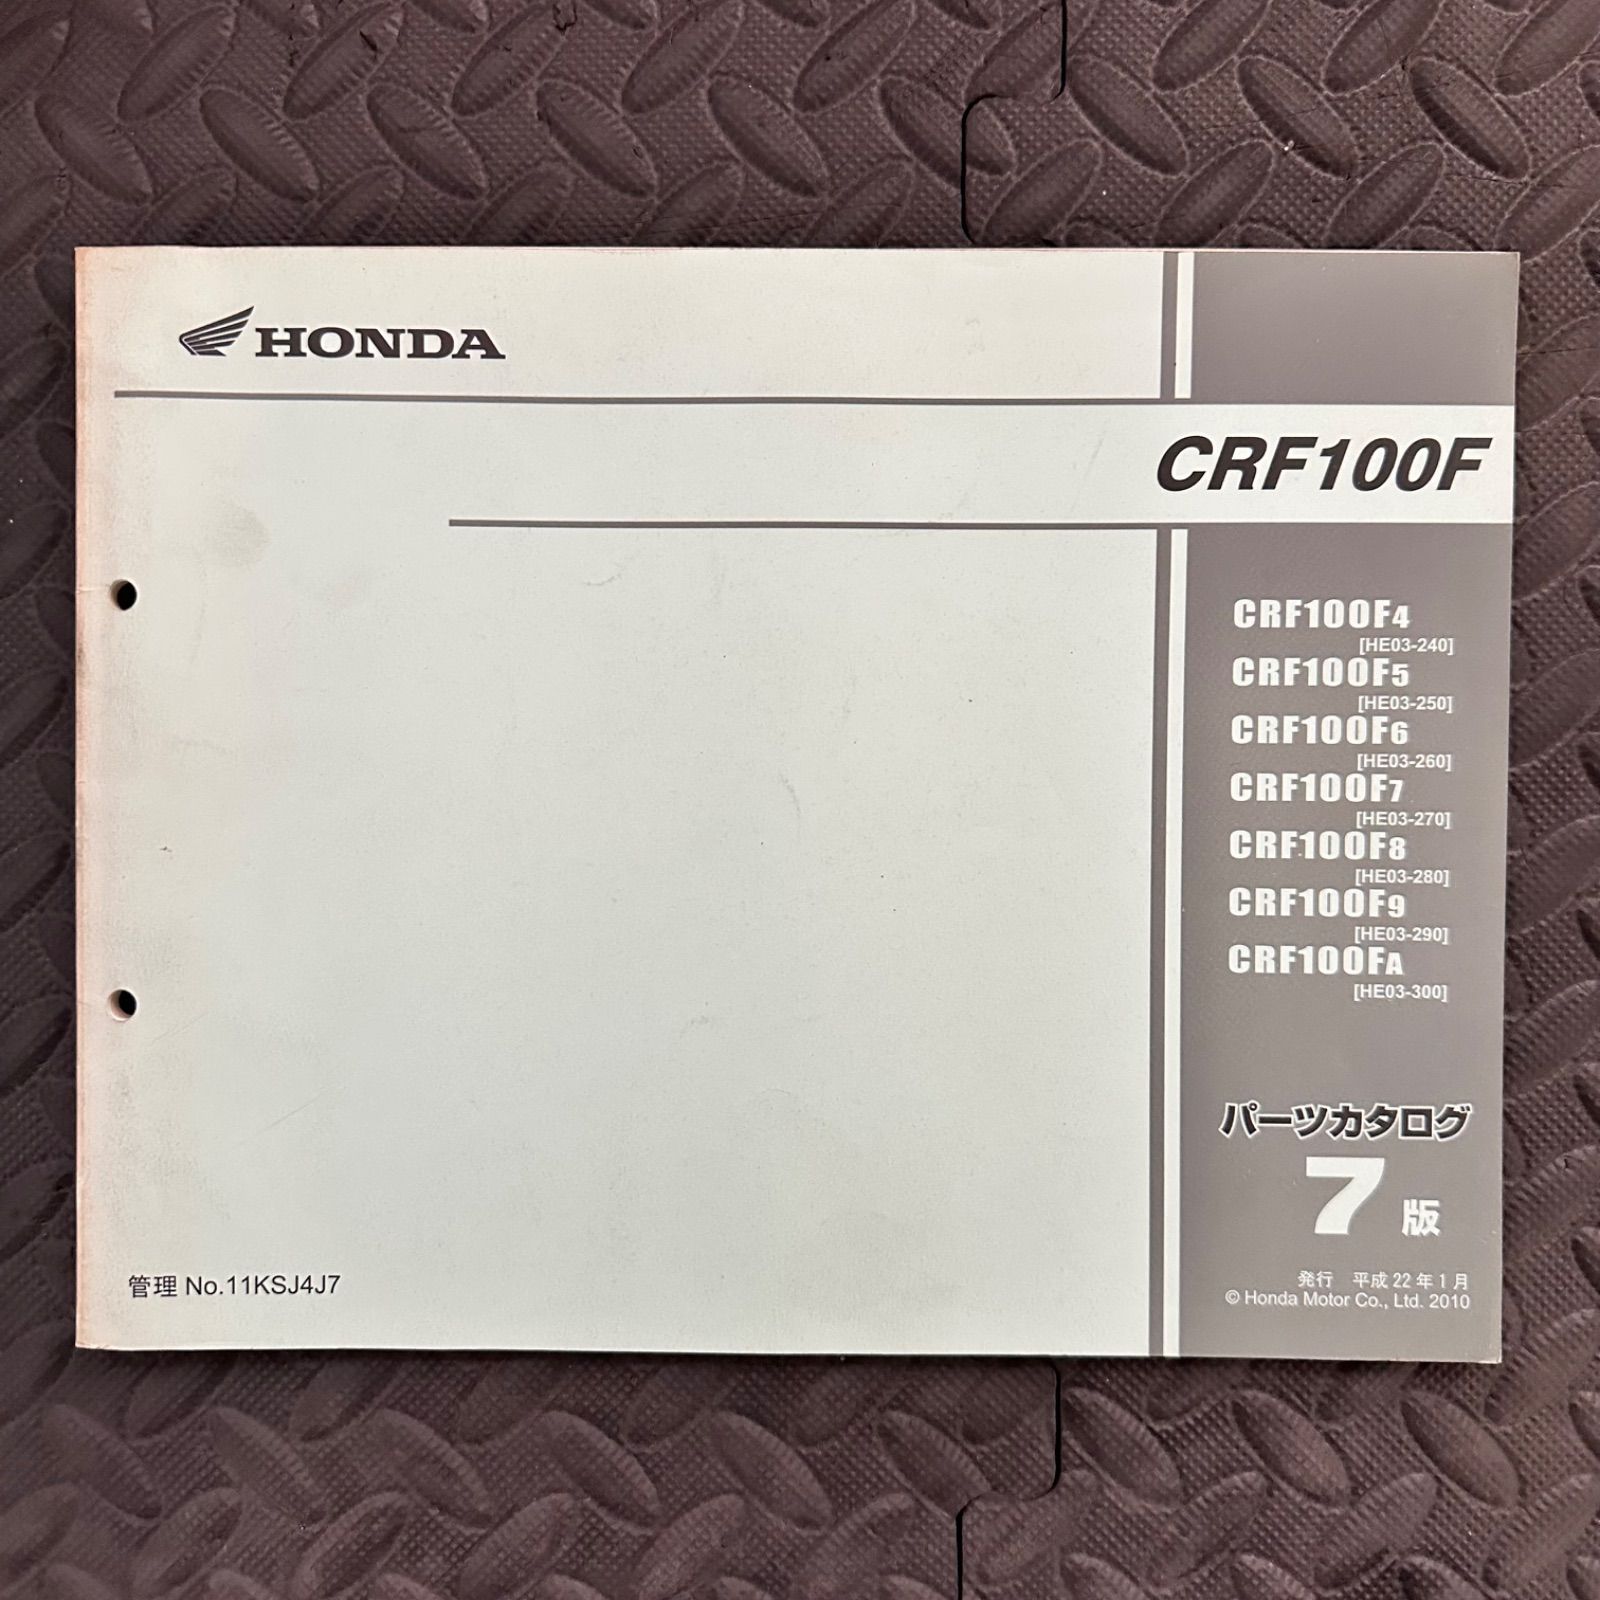 HONDA
CRF100F
CRF100F4
[HE03-240]
CRF100F5
[HE03-250]
CRF100F6
[HE03-260]
CRF100F7
[HE03-270]
CRF100F8
[HE03-280]
CRF100F9
[HE03-290]
CRF100FA
[HE03-300]
パーツカタログ
7版
発行 平成22年1月
© Honda Motor Co., Ltd. 2010
管理 No.11KSJ4J7